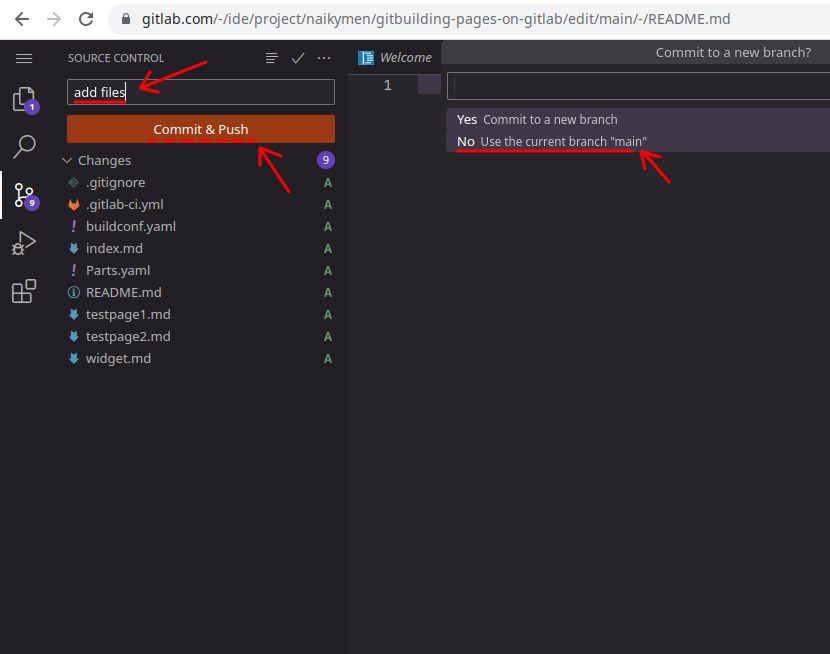 gitlab.com/-/ide/project/naikymen/gitbuilding-pages-on-gitlab/edit/main/-/README.md
SOURCE CONTROL
Welcome
Commit to a new branch?
1
add files
Yes Commit to a new branch
Commit & Push
No Use the current branch "main"
Changes 9
.gitignore A
.gitlab-ci.yml A
9
! buildconf.yaml A
index.md A
! Parts.yaml A
README.md A
testpage1.md A
testpage2.md A
widget.md A
1